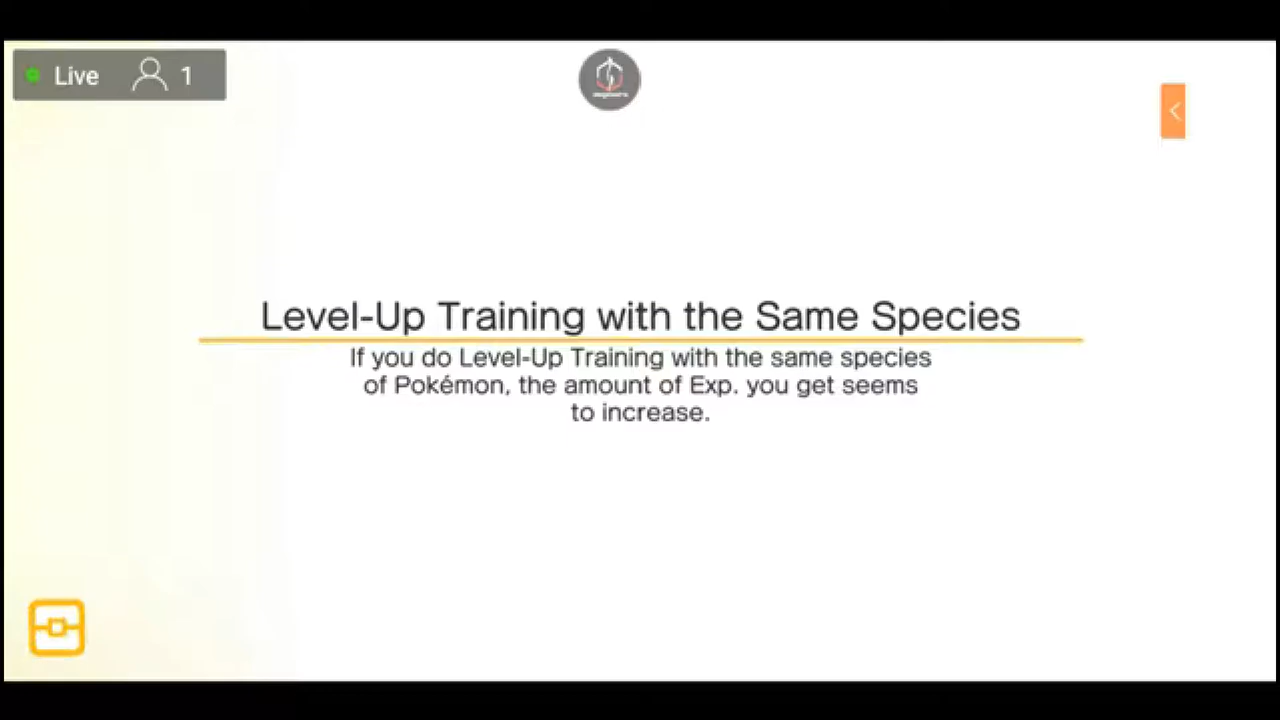 Live 1
Level-Up Training with the Same Species
If you do Level-Up Training with the same species
of Pokémon, the amount of Exp. you get seems
to increase.